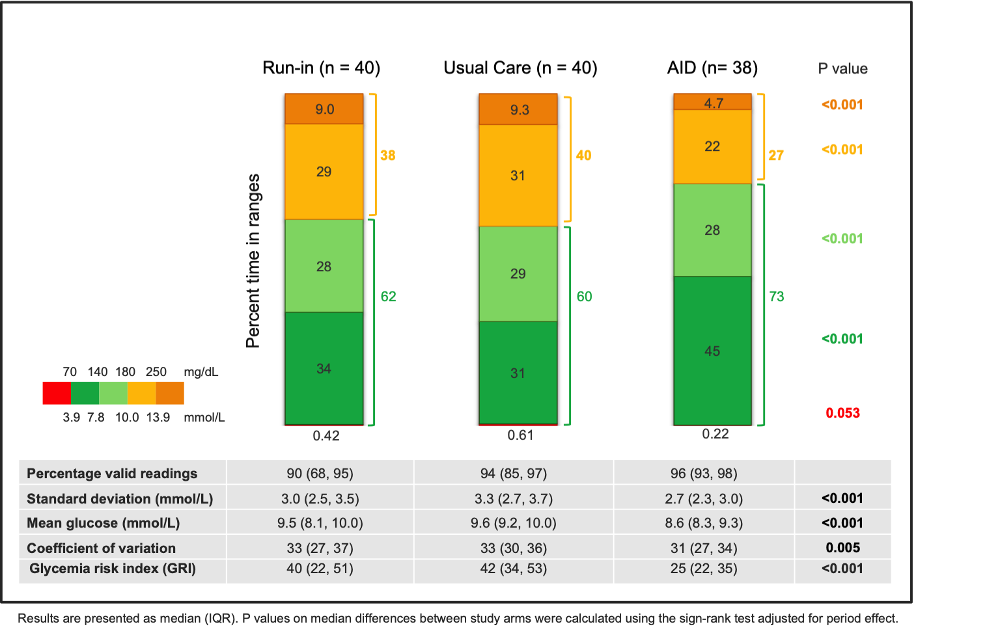 Run-in (n = 40) Usual Care (n = 40) AID (n= 38) P value
9.0 9.3 4.7 <0.001
29 38 31 40 22 27 <0.001
28 29 28 <0.001
62 60 73
34 31 45 <0.001
0.053
0.42 0.61 0.22
Percent time in ranges
70 140 180 250 mg/dL
3.9 7.8 10.0 13.9 mmol/L
Percentage valid readings 90 (68, 95) 94 (85, 97) 96 (93, 98)
Standard deviation (mmol/L) 3.0 (2.5, 3.5) 3.3 (2.7, 3.7) 2.7 (2.3, 3.0) <0.001
Mean glucose (mmol/L) 9.5 (8.1, 10.0) 9.6 (9.2, 10.0) 8.6 (8.3, 9.3) <0.001
Coefficient of variation 33 (27, 37) 33 (30, 36) 31 (27, 34) 0.005
Glycemia risk index (GRI) 40 (22, 51) 42 (34, 53) 25 (22, 35) <0.001
Results are presented as median (IQR). P values on median differences between study arms were calculated using the sign-rank test adjusted for period effect.